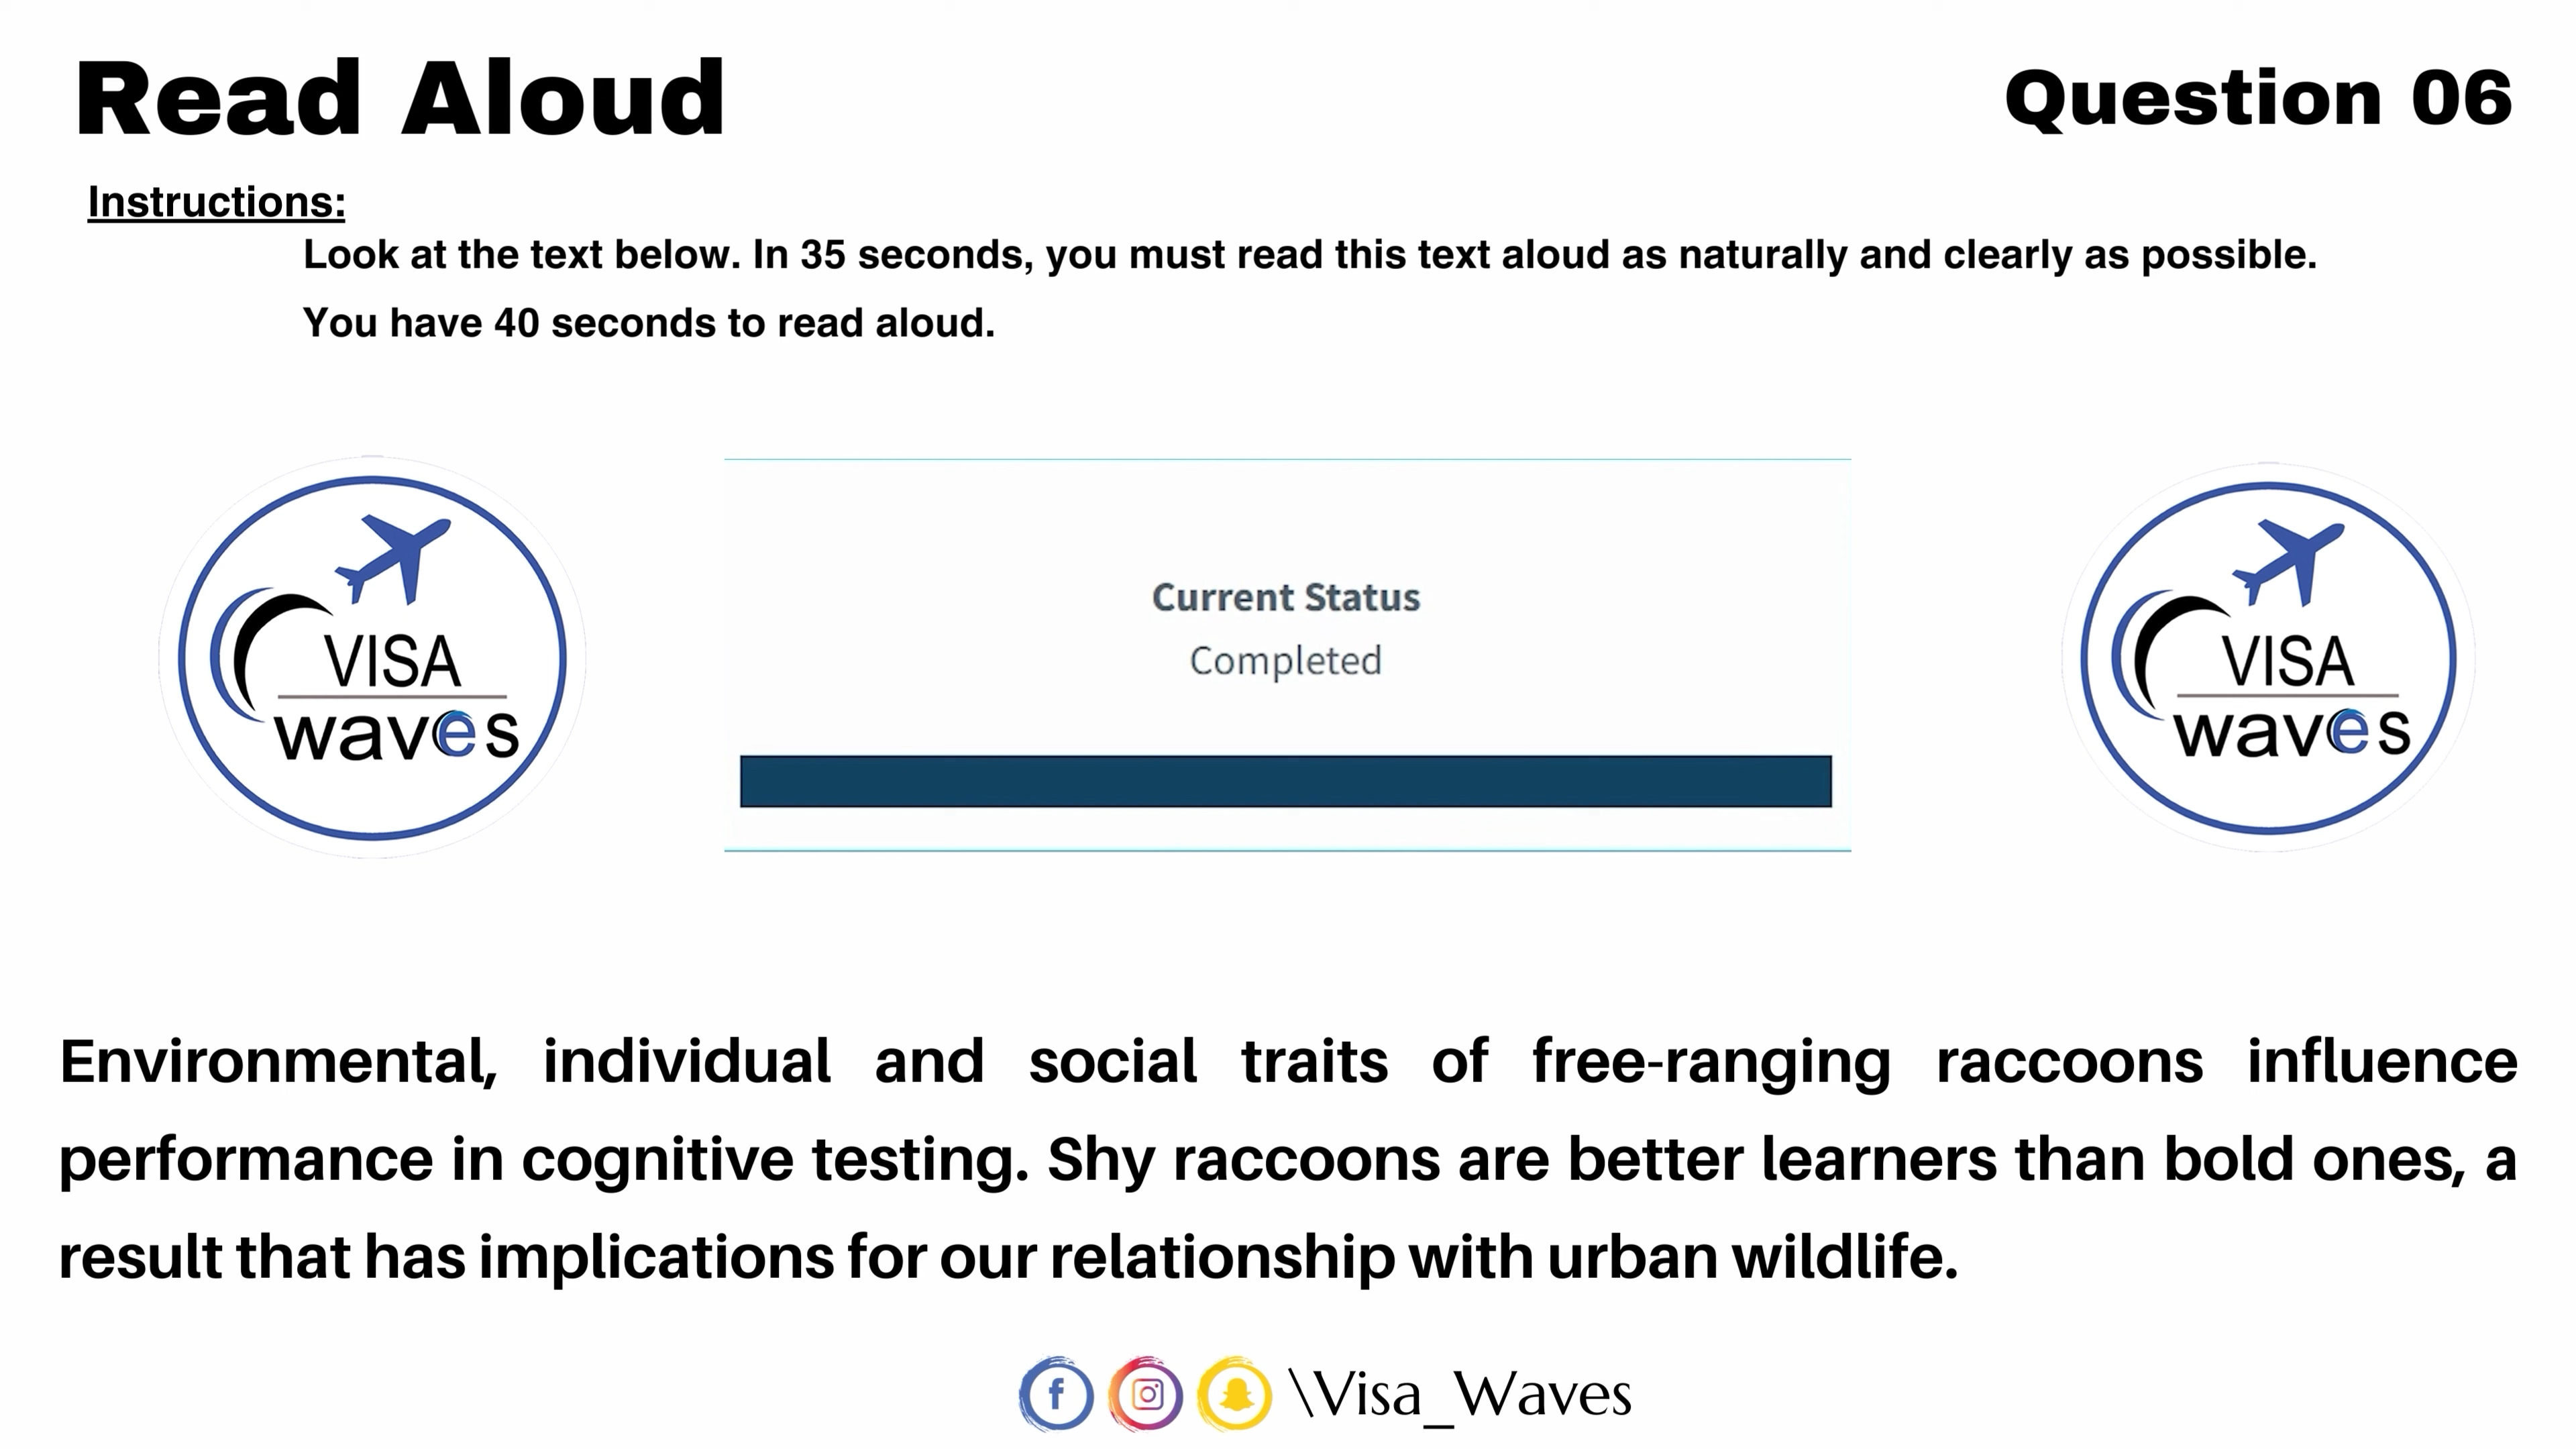 Read Aloud
Question 06
Instructions:
Look at the text below. In 35 seconds, you must read this text aloud as naturally and clearly as possible.
You have 40 seconds to read aloud.
VISA
waves
Current Status
Completed
VISA
waves
Environmental, individual and social traits of free-ranging raccoons influence
performance in cognitive testing. Shy raccoons are better learners than bold ones, a
result that has implications for our relationship with urban wildlife.
\Visa_Waves